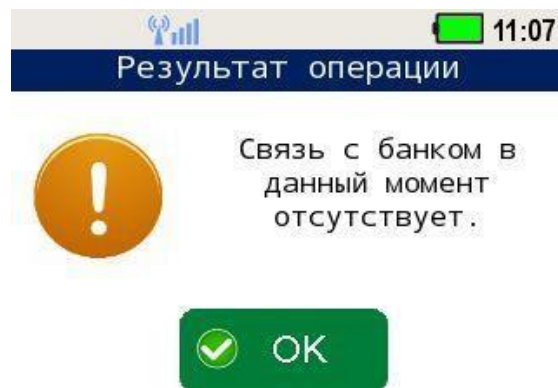 11:07
Результат операции
Связь с банком в
данный момент
отсутствует.
OK